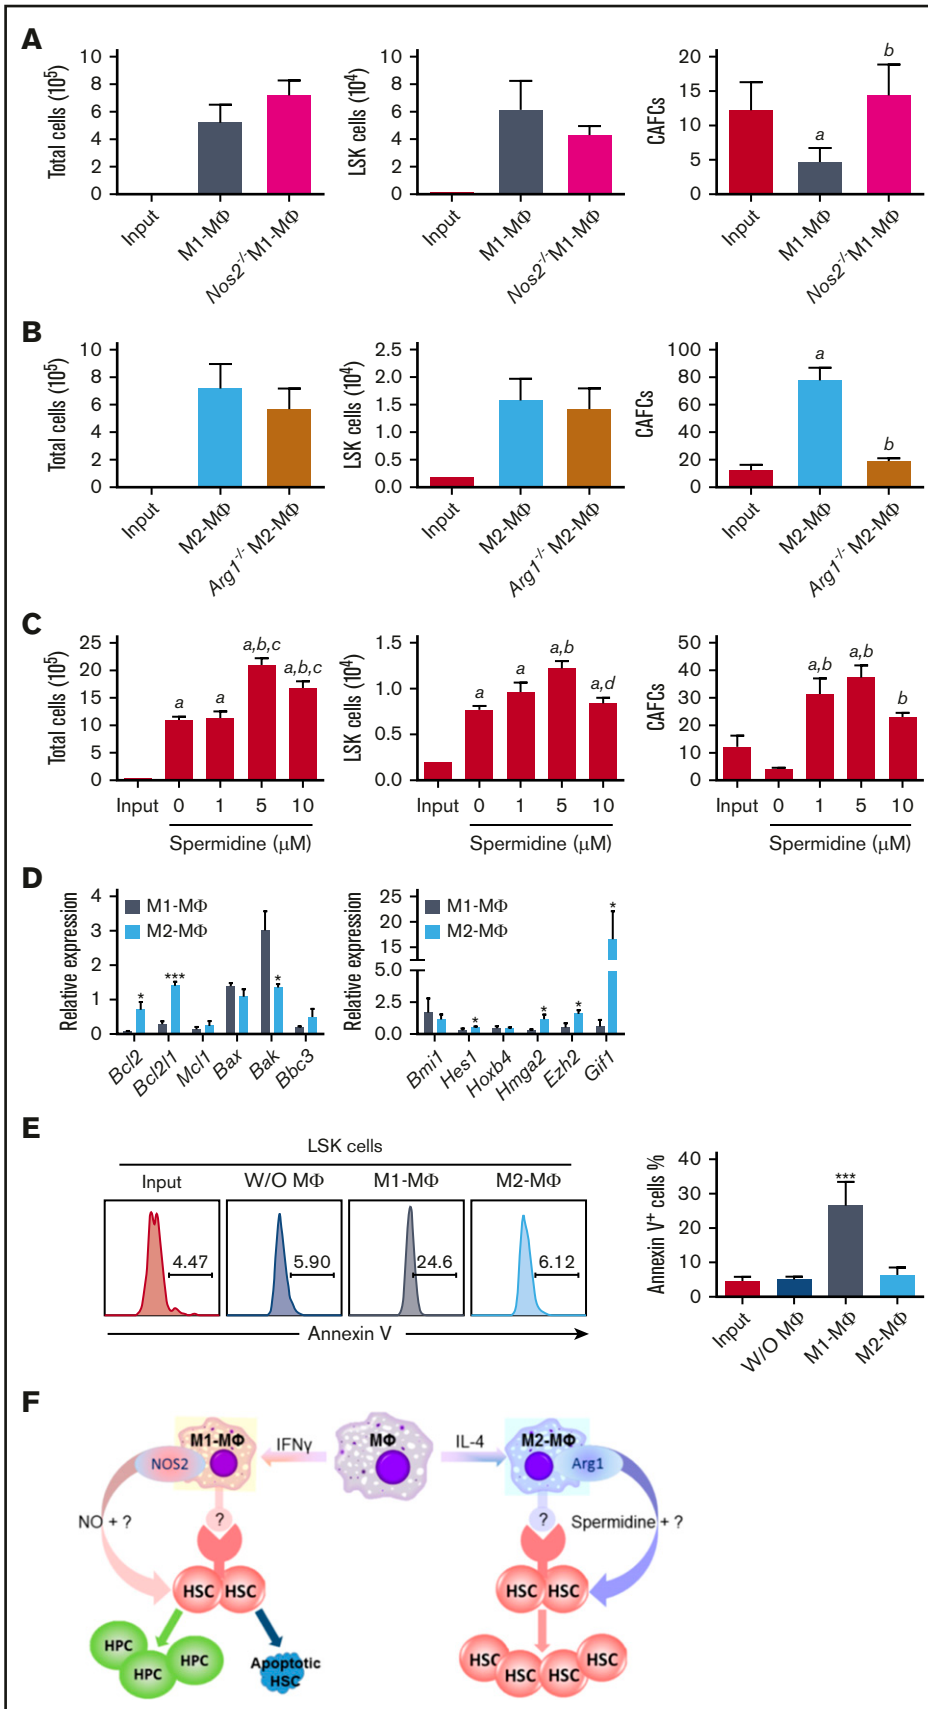 A
Total cells (10⁵)
10
8
6
4
2
0
Input
M1-MΦ
Nos2⁻/⁻M1-MΦ
LSK cells (10⁴)
10
8
6
4
2
0
Input
M1-MΦ
Nos2⁻/⁻M1-MΦ
CAFCs
20
15
10
5
0
a
b
Input
M1-MΦ
Nos2⁻/⁻M1-MΦ
B
Total cells (10⁵)
10
8
6
4
2
0
Input
M2-MΦ
Arg1⁻/⁻ M2-MΦ
LSK cells (10⁴)
2.5
2.0
1.5
1.0
0.5
0.0
Input
M2-MΦ
Arg1⁻/⁻ M2-MΦ
CAFCs
100
80
60
40
20
0
a
b
Input
M2-MΦ
Arg1⁻/⁻ M2-MΦ
C
Total cells (10⁵)
25
20
15
10
5
0
a
a
a,b,c
a,b,c
Input 0 1 5 10
Spermidine (μM)
LSK cells (10⁴)
1.5
1.0
0.5
0.0
a
a
a,b
a,d
Input 0 1 5 10
Spermidine (μM)
CAFCs
50
40
30
20
10
0
a,b
a,b
b
Input 0 1 5 10
Spermidine (μM)
D
Relative expression
4
3
2
1
0
M1-MΦ
M2-MΦ
*
***
*
Bcl2
Bcl2l1
Mcl1
Bax
Bak
Bbc3
Relative expression
25
20
15
10
5.0
2.5
0.0
M1-MΦ
M2-MΦ
*
*
*
*
Bmi1
Hes1
Hoxb4
Hmga2
Ezh2
Gif1
E
LSK cells
Input W/O MΦ M1-MΦ M2-MΦ
4.47 5.90 24.6 6.12
Annexin V
Annexin V⁺ cells %
40
30
20
10
0
***
Input
W/O MΦ
M1-MΦ
M2-MΦ
F
M1-MΦ IFNγ MΦ IL-4 M2-MΦ
NOS2 Arg1
NO + ? ? ? Spermidine + ?
HSC HSC HSC HSC
HPC HPC HPC
Apoptotic
HSC
HSC HSC HSC HSC